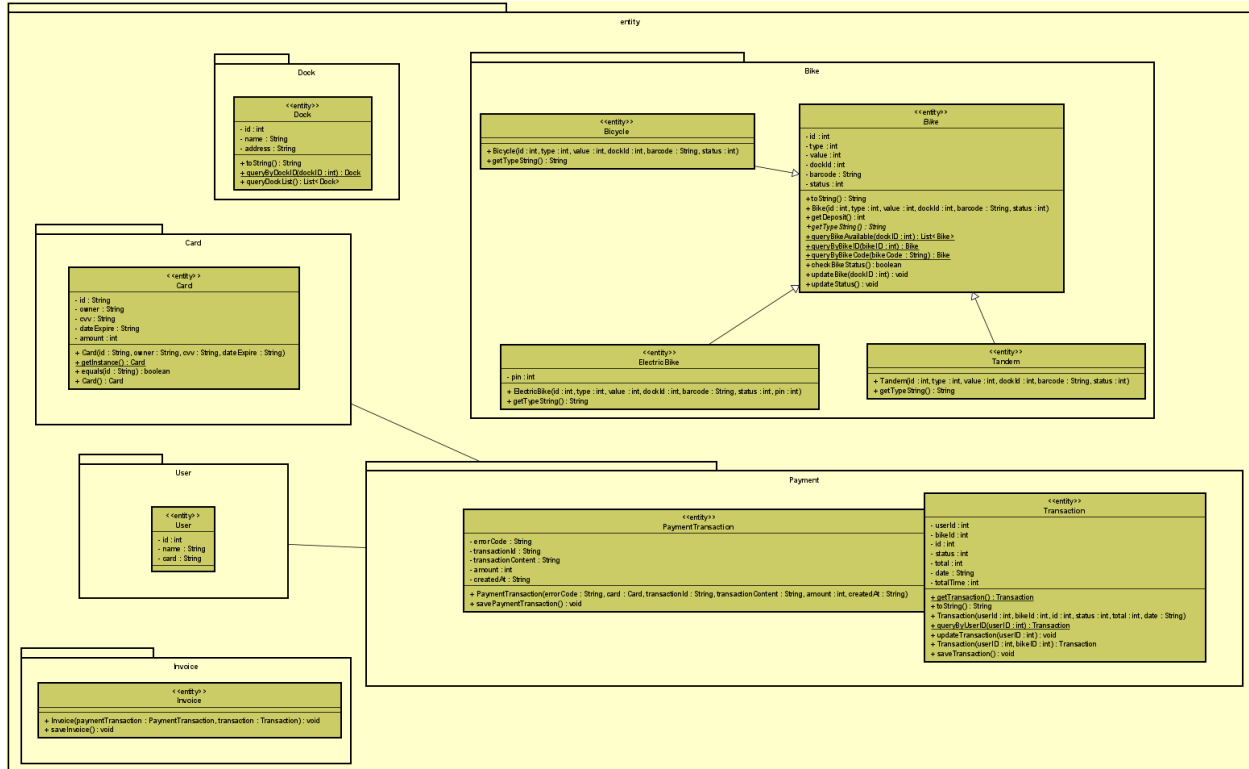 entity
Dock
<<entity>>
Dock
- id : int
- name : String
- address : String
+ toString() : String
+ queryByDockID(dockID : int) : Dock
+ queryDockList() : List<Dock>
Bike
<<entity>>
Bicycle
+ Bicycle(id : int, type : int, value : int, dockId : int, barcode : String, status : int)
+ getTypeString() : String
<<entity>>
Bike
- id : int
- type : int
- value : int
- dockId : int
- barcode : String
- status : int
+ toString() : String
+ Bike(id : int, type : int, value : int, dockId : int, barcode : String, status : int)
+ getDeposit() : int
+ getTypeString() : String
+ queryBikeAvailable(dockID : int) : List<Bike>
+ queryByBikeID(bikeID : int) : Bike
+ queryByBikeCode(bikeCode : String) : Bike
+ checkBikeStatus() : boolean
+ updateBike(dockID : int) : void
+ updateStatus() : void
<<entity>>
ElectricBike
- pin : int
+ ElectricBike(id : int, type : int, value : int, dockId : int, barcode : String, status : int, pin : int)
+ getTypeString() : String
<<entity>>
Tandem
+ Tandem(id : int, type : int, value : int, dockId : int, barcode : String, status : int)
+ getTypeString() : String
Card
<<entity>>
Card
- id : String
- owner : String
- cvv : String
- dateExpire : String
- amount : int
+ Card(id : String, owner : String, cvv : String, dateExpire : String)
+ getInstance() : Card
+ equals(id : String) : boolean
+ Card() : Card
User
<<entity>>
User
- id : int
- name : String
- card : String
Payment
<<entity>>
PaymentTransaction
- errorCode : String
- transactionId : String
- transactionContent : String
- amount : int
- createdAt : String
+ PaymentTransaction(errorCode : String, card : Card, transactionId : String, transactionContent : String, amount : int, createdAt : String)
+ savePaymentTransaction() : void
<<entity>>
Transaction
- userId : int
- bikeId : int
- id : int
- status : int
- total : int
- date : String
- totalTime : int
+ getTransaction() : Transaction
+ toString() : String
+ Transaction(userId : int, bikeId : int, id : int, status : int, total : int, date : String)
+ queryByUserID(userID : int) : Transaction
+ updateTransaction(userID : int) : void
+ Transaction(userID : int, bikeID : int) : Transaction
+ saveTransaction() : void
Invoice
<<entity>>
Invoice
+ Invoice(paymentTransaction : PaymentTransaction, transaction : Transaction) : void
+ saveInvoice() : void